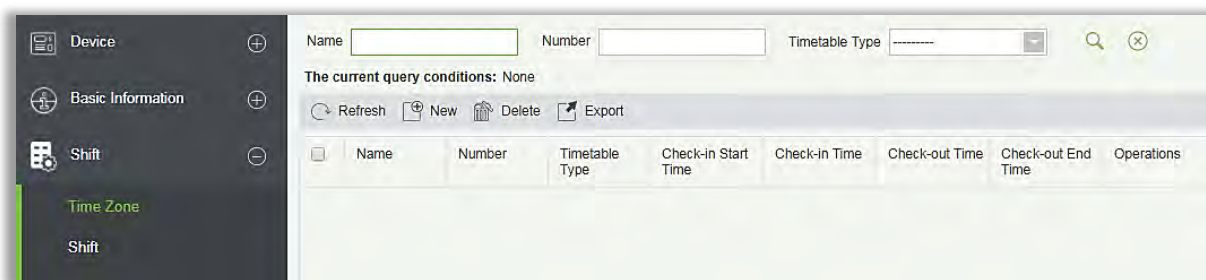 Device
Basic Information
Shift
Time Zone
Shift
Name Number Timetable Type ---------
The current query conditions: None
Refresh New Delete Export
Name Number Timetable Type Check-in Start Time Check-in Time Check-out Time Check-out End Time Operations